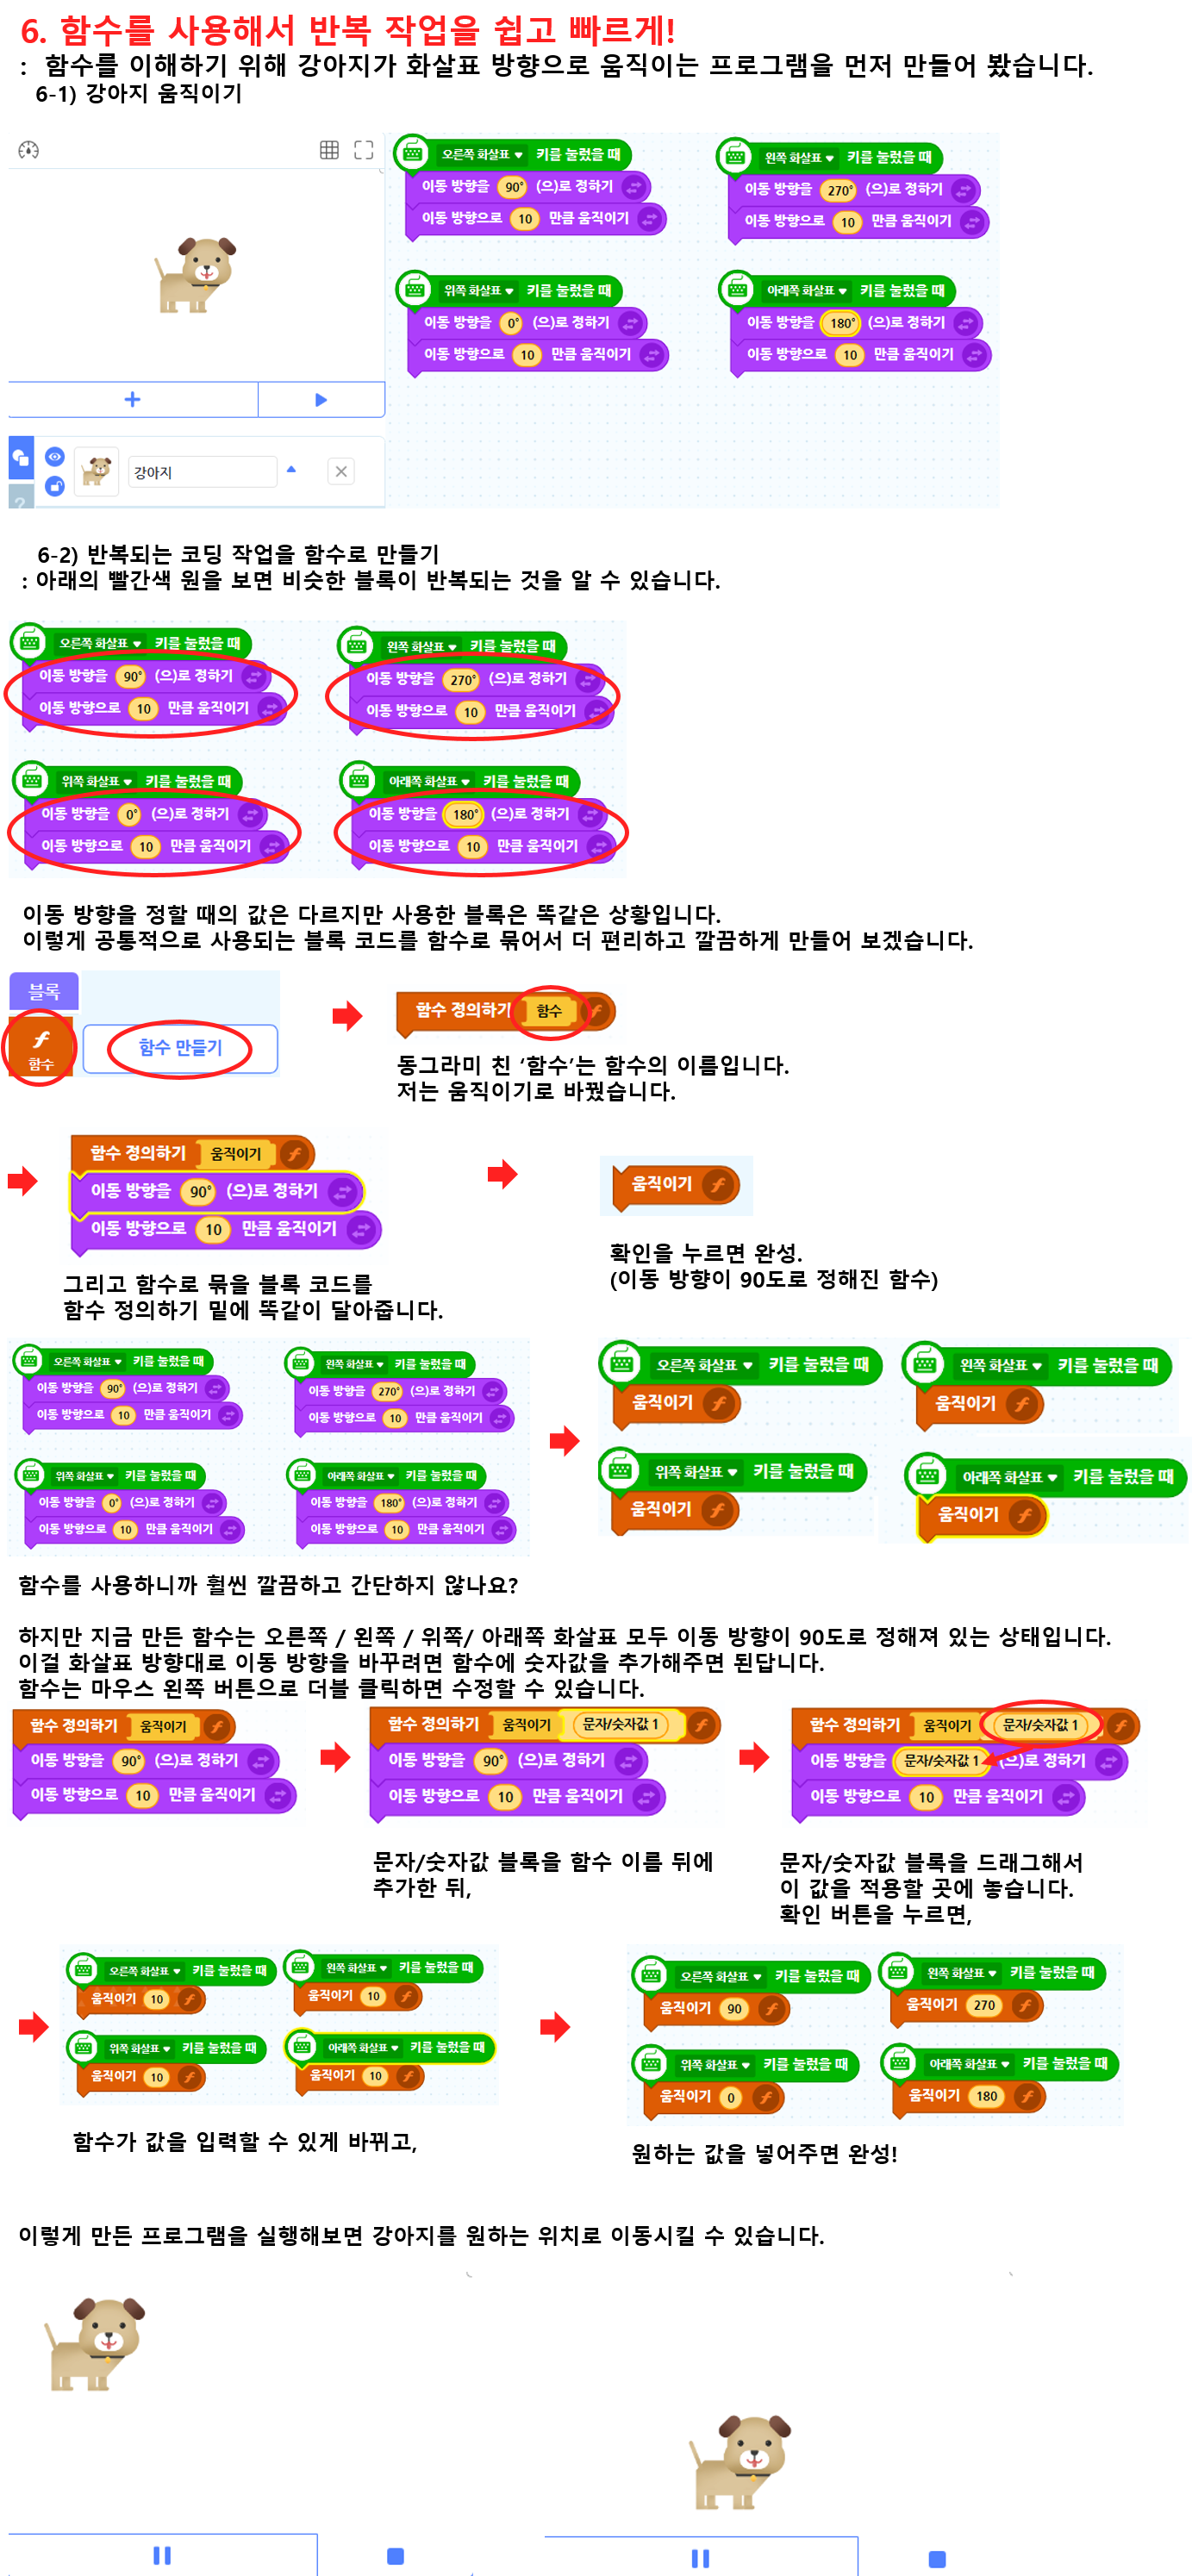 6. 함수를 사용해서 반복 작업을 쉽고 빠르게!
: 함수를 이해하기 위해 강아지가 화살표 방향으로 움직이는 프로그램을 먼저 만들어 봤습니다.
6-1) 강아지 움직이기
오른쪽 화살표 키를 눌렀을 때
이동 방향을 90° (으)로 정하기
이동 방향으로 10 만큼 움직이기
왼쪽 화살표 키를 눌렀을 때
이동 방향을 270° (으)로 정하기
이동 방향으로 10 만큼 움직이기
위쪽 화살표 키를 눌렀을 때
이동 방향을 0° (으)로 정하기
이동 방향으로 10 만큼 움직이기
아래쪽 화살표 키를 눌렀을 때
이동 방향을 180° (으)로 정하기
이동 방향으로 10 만큼 움직이기
강아지
?
6-2) 반복되는 코딩 작업을 함수로 만들기
: 아래의 빨간색 원을 보면 비슷한 블록이 반복되는 것을 알 수 있습니다.
오른쪽 화살표 키를 눌렀을 때
이동 방향을 90° (으)로 정하기
이동 방향으로 10 만큼 움직이기
왼쪽 화살표 키를 눌렀을 때
이동 방향을 270° (으)로 정하기
이동 방향으로 10 만큼 움직이기
위쪽 화살표 키를 눌렀을 때
이동 방향을 0° (으)로 정하기
이동 방향으로 10 만큼 움직이기
아래쪽 화살표 키를 눌렀을 때
이동 방향을 180° (으)로 정하기
이동 방향으로 10 만큼 움직이기
이동 방향을 정할 때의 값은 다르지만 사용한 블록은 똑같은 상황입니다.
이렇게 공통적으로 사용되는 블록 코드를 함수로 묶어서 더 편리하고 깔끔하게 만들어 보겠습니다.
블록
함수
함수 만들기
함수 정의하기 함수
동그라미 친 ‘함수’는 함수의 이름입니다.
저는 움직이기로 바꿨습니다.
함수 정의하기 움직이기
이동 방향을 90° (으)로 정하기
이동 방향으로 10 만큼 움직이기
그리고 함수로 묶을 블록 코드를
함수 정의하기 밑에 똑같이 달아줍니다.
움직이기
확인을 누르면 완성.
(이동 방향이 90도로 정해진 함수)
오른쪽 화살표 키를 눌렀을 때
이동 방향을 90° (으)로 정하기
이동 방향으로 10 만큼 움직이기
왼쪽 화살표 키를 눌렀을 때
이동 방향을 270° (으)로 정하기
이동 방향으로 10 만큼 움직이기
위쪽 화살표 키를 눌렀을 때
이동 방향을 0° (으)로 정하기
이동 방향으로 10 만큼 움직이기
아래쪽 화살표 키를 눌렀을 때
이동 방향을 180° (으)로 정하기
이동 방향으로 10 만큼 움직이기
오른쪽 화살표 키를 눌렀을 때
움직이기
왼쪽 화살표 키를 눌렀을 때
움직이기
위쪽 화살표 키를 눌렀을 때
움직이기
아래쪽 화살표 키를 눌렀을 때
움직이기
함수를 사용하니까 훨씬 깔끔하고 간단하지 않나요?
하지만 지금 만든 함수는 오른쪽 / 왼쪽 / 위쪽/ 아래쪽 화살표 모두 이동 방향이 90도로 정해져 있는 상태입니다.
이걸 화살표 방향대로 이동 방향을 바꾸려면 함수에 숫자값을 추가해주면 된답니다.
함수는 마우스 왼쪽 버튼으로 더블 클릭하면 수정할 수 있습니다.
함수 정의하기 움직이기
이동 방향을 90° (으)로 정하기
이동 방향으로 10 만큼 움직이기
함수 정의하기 움직이기 문자/숫자값 1
이동 방향을 90° (으)로 정하기
이동 방향으로 10 만큼 움직이기
문자/숫자값 블록을 함수 이름 뒤에
추가한 뒤,
함수 정의하기 움직이기 문자/숫자값 1
이동 방향을 문자/숫자값 1 (으)로 정하기
이동 방향으로 10 만큼 움직이기
문자/숫자값 블록을 드래그해서
이 값을 적용할 곳에 놓습니다.
확인 버튼을 누르면,
오른쪽 화살표 키를 눌렀을 때
움직이기 10
왼쪽 화살표 키를 눌렀을 때
움직이기 10
위쪽 화살표 키를 눌렀을 때
움직이기 10
아래쪽 화살표 키를 눌렀을 때
움직이기 10
함수가 값을 입력할 수 있게 바뀌고,
오른쪽 화살표 키를 눌렀을 때
움직이기 90
왼쪽 화살표 키를 눌렀을 때
움직이기 270
위쪽 화살표 키를 눌렀을 때
움직이기 0
아래쪽 화살표 키를 눌렀을 때
움직이기 180
원하는 값을 넣어주면 완성!
이렇게 만든 프로그램을 실행해보면 강아지를 원하는 위치로 이동시킬 수 있습니다.